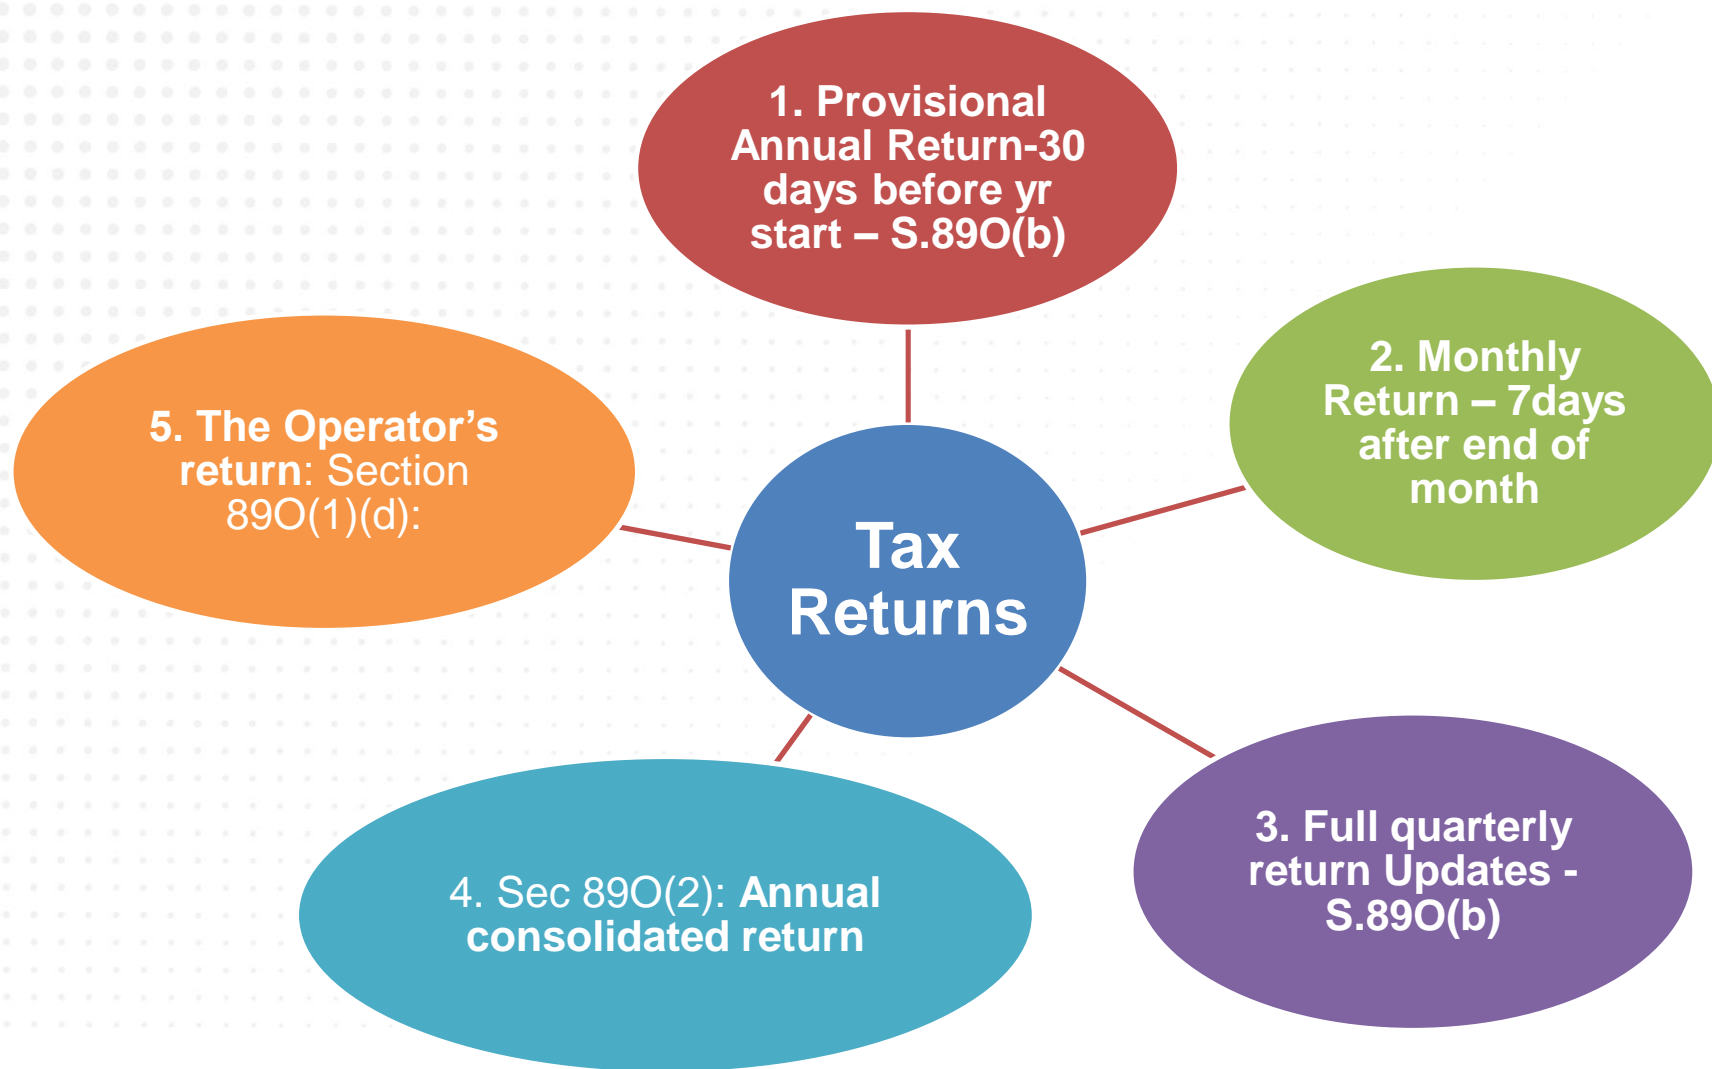 1. Provisional
Annual Return-30
days before yr
start – S.89O(b)
2. Monthly
Return – 7days
after end of
month
5. The Operator’s
return: Section
89O(1)(d):
Tax
Returns
3. Full quarterly
return Updates -
S.89O(b)
4. Sec 89O(2): Annual
consolidated return